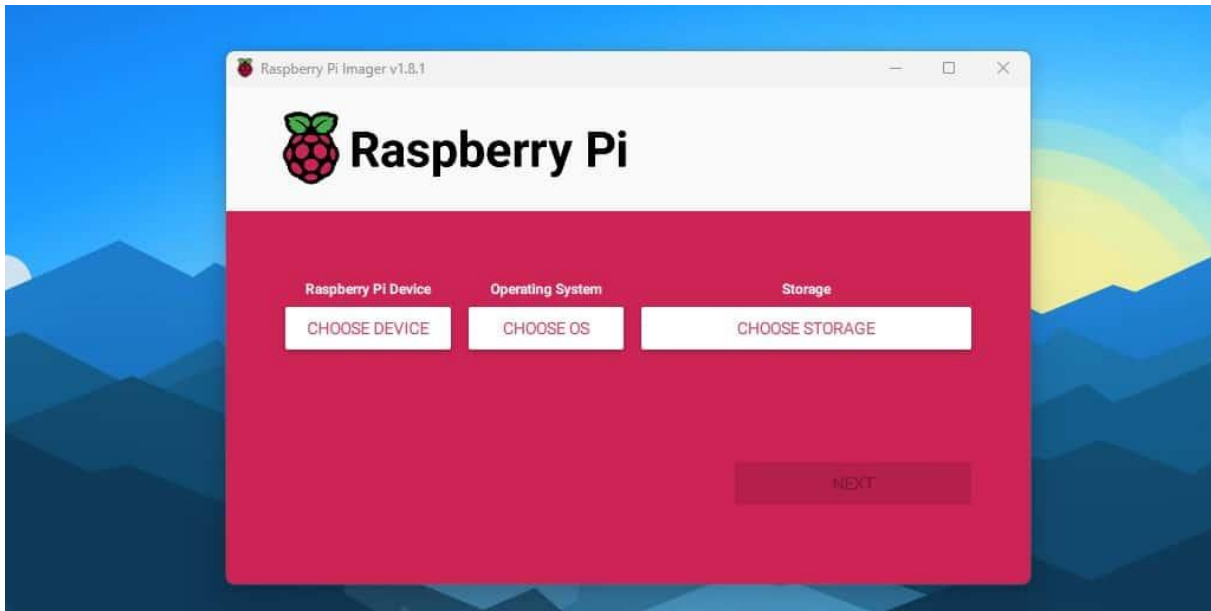 Raspberry Pi Imager v1.8.1
Raspberry Pi
Raspberry Pi Device
Operating System
Storage
CHOOSE DEVICE
CHOOSE OS
CHOOSE STORAGE
NEXT